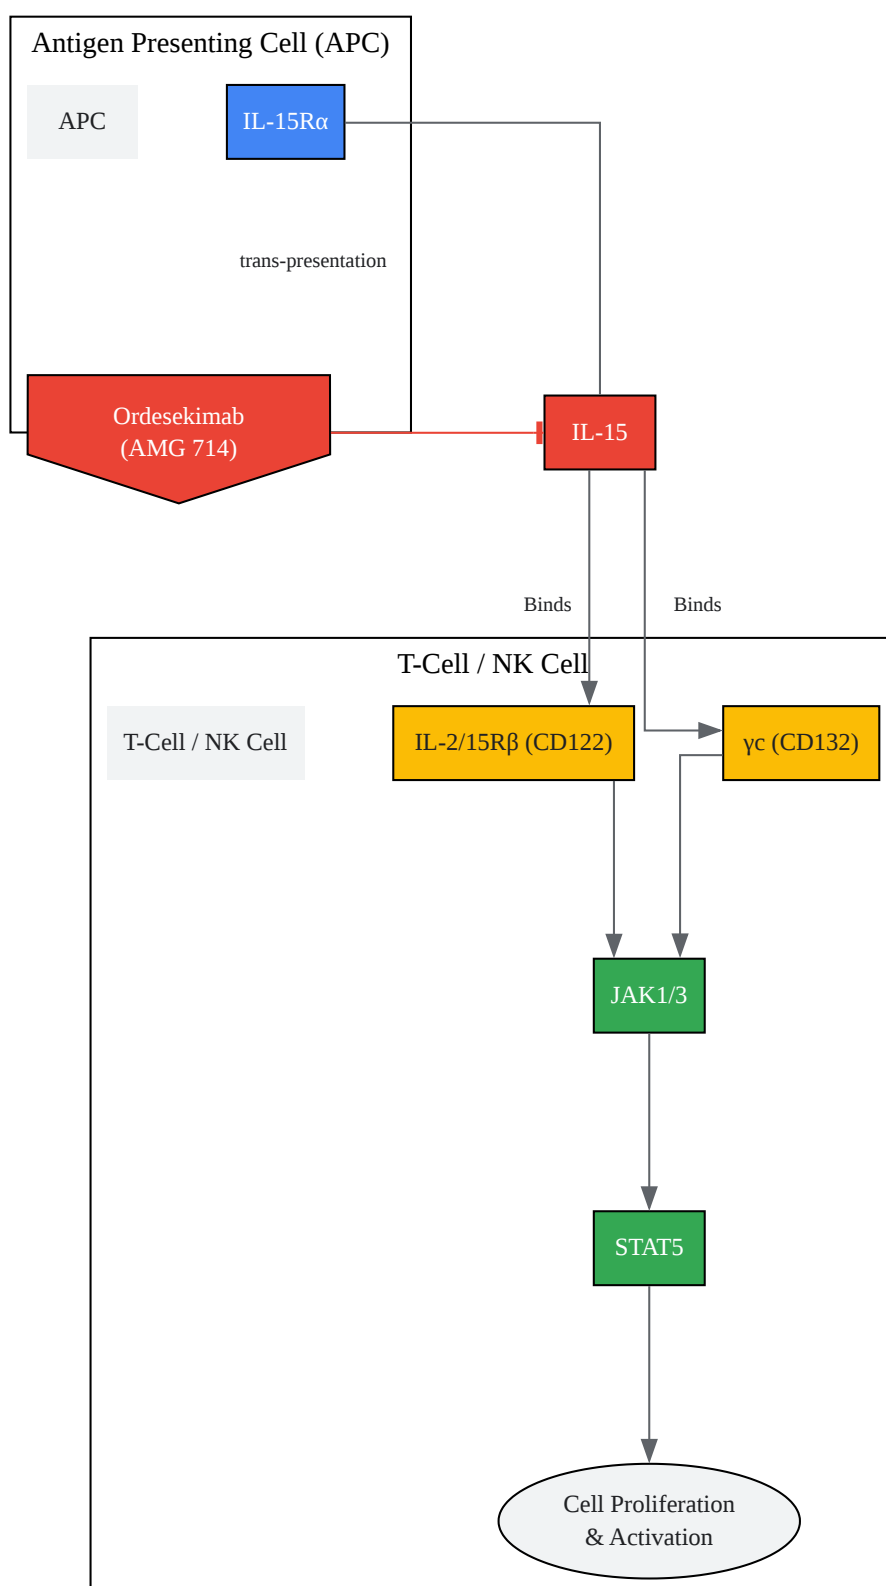 Antigen Presenting Cell (APC)
APC
IL-15Rα
trans-presentation
Ordesekimab
(AMG 714)
IL-15
Binds
Binds
T-Cell / NK Cell
T-Cell / NK Cell
IL-2/15Rβ (CD122)
γc (CD132)
JAK1/3
STAT5
Cell Proliferation
& Activation